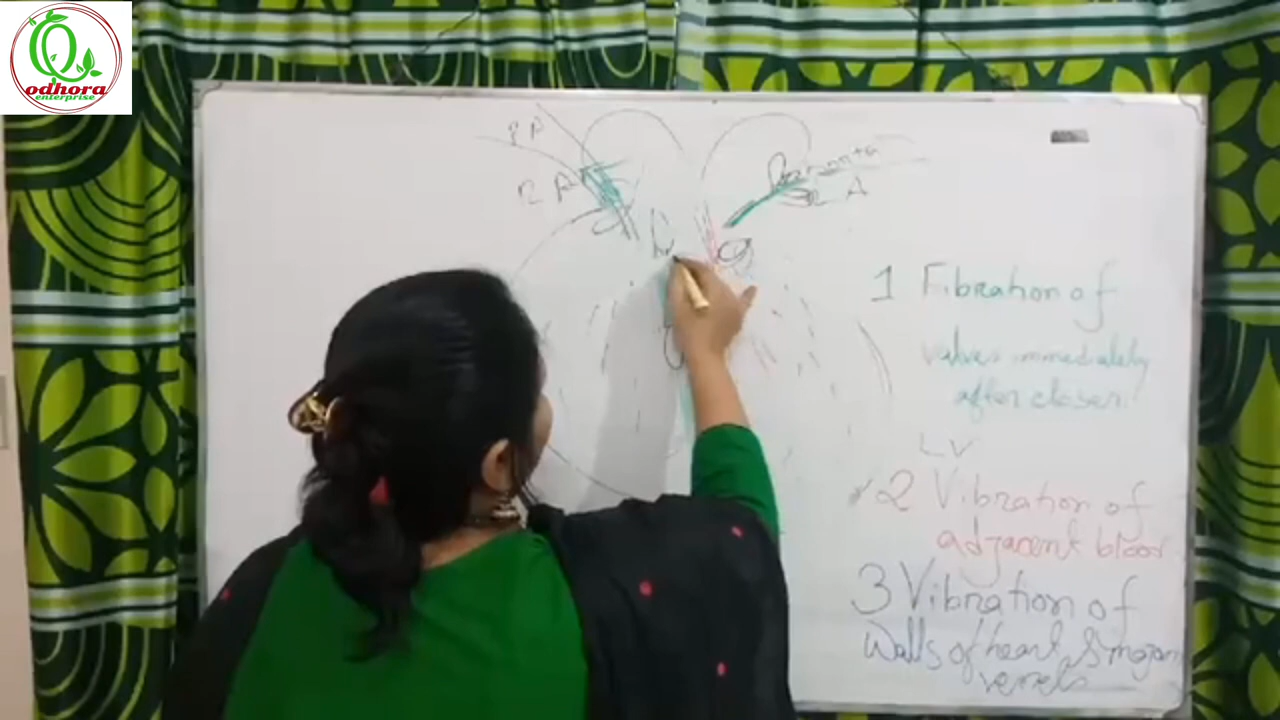 odhora
enterprise
A
1 Fibration of
valves immediately
after closer.
LV
2 Vibration of
adjacent blood
3 Vibration of
Walls of heart & major